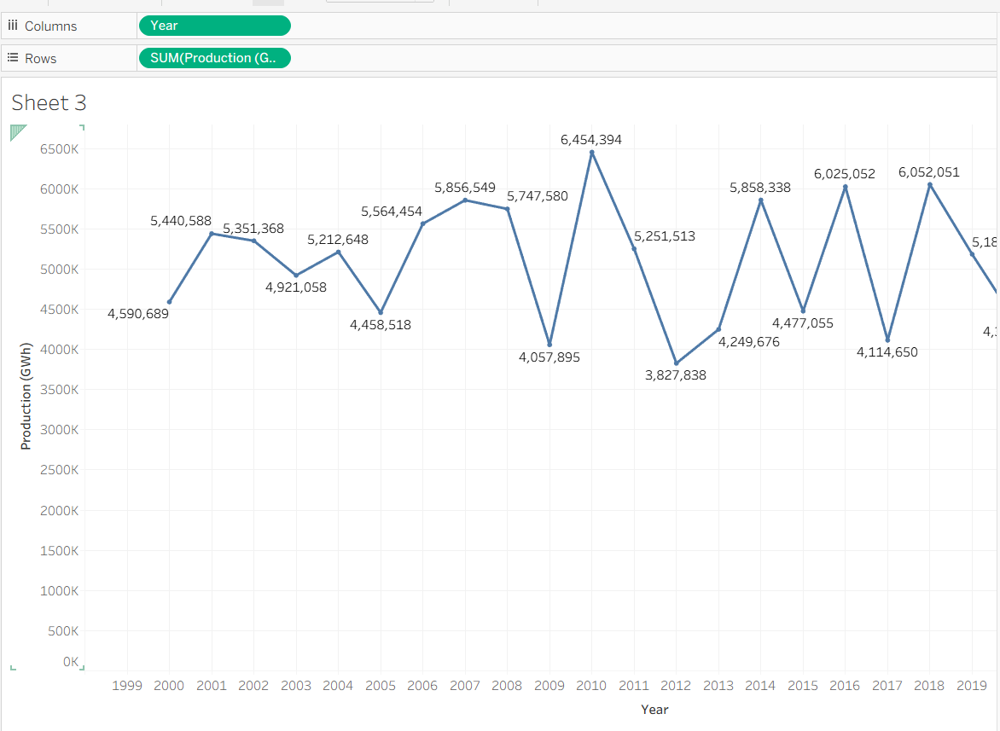 Columns
Year
Rows
SUM(Production (G..
Sheet 3
6500K
6000K
5500K
5000K
4500K
4000K
3500K
3000K
2500K
2000K
1500K
1000K
500K
0K
Production (GWh)
4,590,689
5,440,588
5,351,368
4,921,058
5,212,648
4,458,518
5,564,454
5,856,549
5,747,580
4,057,895
6,454,394
5,251,513
3,827,838
4,249,676
5,858,338
4,477,055
6,025,052
4,114,650
6,052,051
5,18
1999 2000 2001 2002 2003 2004 2005 2006 2007 2008 2009 2010 2011 2012 2013 2014 2015 2016 2017 2018 2019
Year